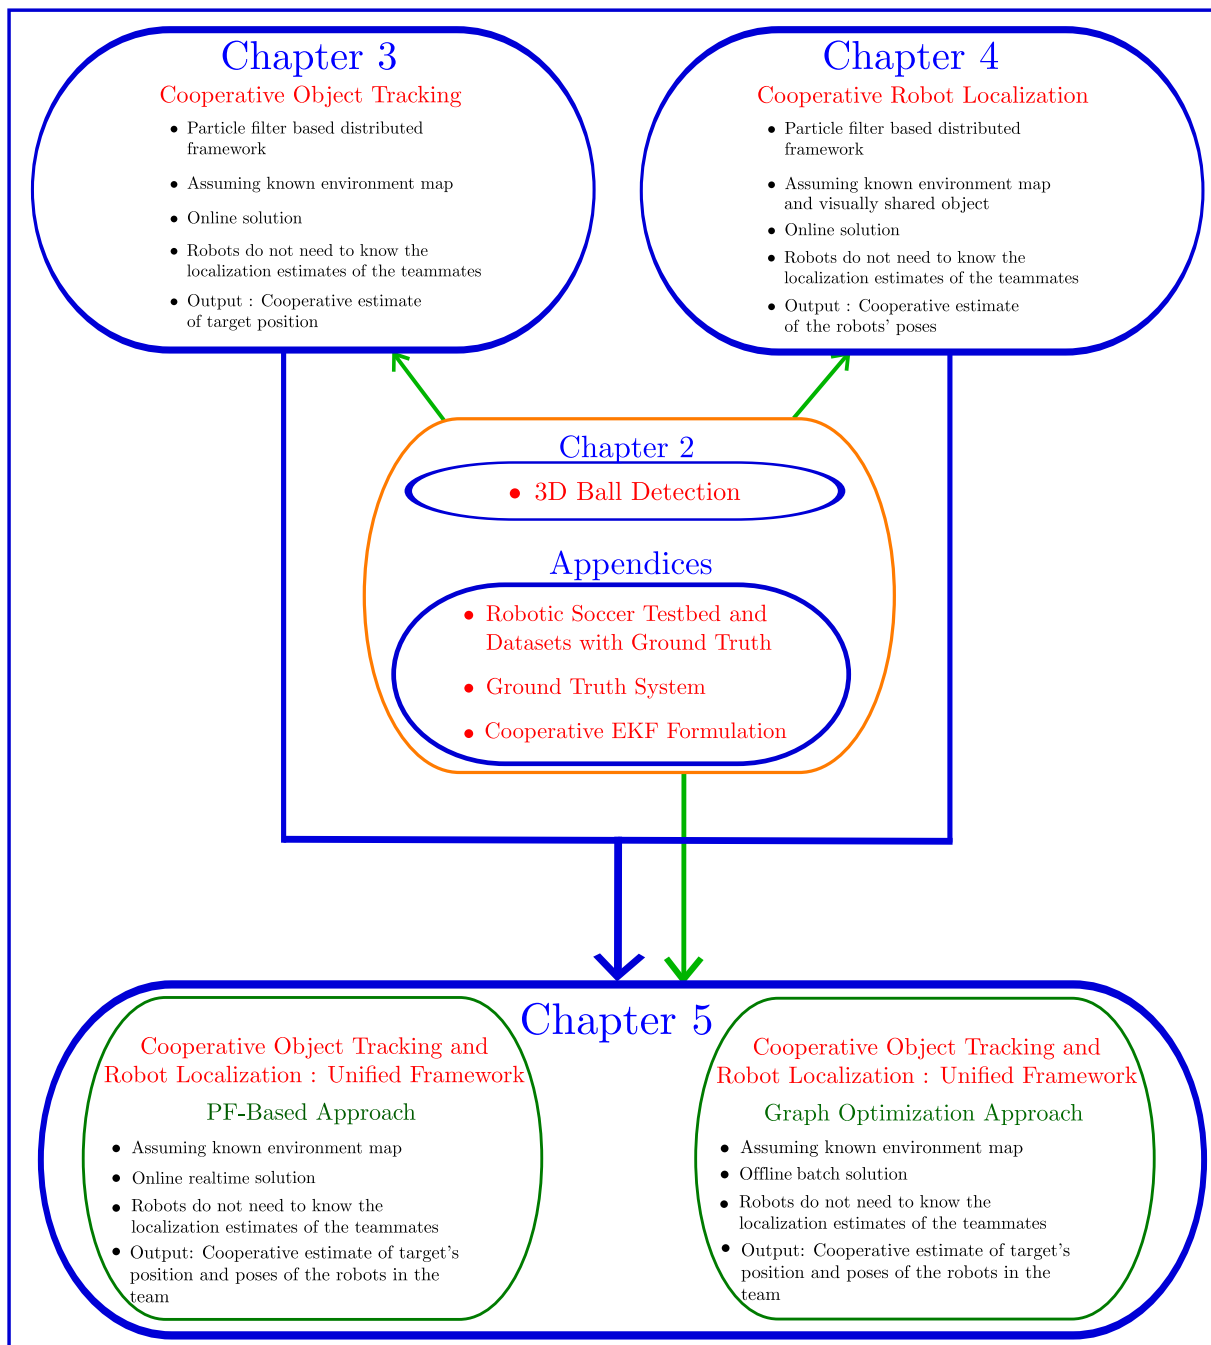 Chapter 3
Cooperative Object Tracking
• Particle filter based distributed
framework
• Assuming known environment map
• Online solution
• Robots do not need to know the
localization estimates of the teammates
• Output : Cooperative estimate
of target position
Chapter 4
Cooperative Robot Localization
• Particle filter based distributed
framework
• Assuming known environment map
and visually shared object
• Online solution
• Robots do not need to know the
localization estimates of the teammates
• Output : Cooperative estimate
of the robots' poses
Chapter 2
• 3D Ball Detection
Appendices
• Robotic Soccer Testbed and
Datasets with Ground Truth
• Ground Truth System
• Cooperative EKF Formulation
Chapter 5
Cooperative Object Tracking and
Robot Localization : Unified Framework
PF-Based Approach
• Assuming known environment map
• Online realtime solution
• Robots do not need to know the
localization estimates of the teammates
• Output: Cooperative estimate of target's
position and poses of the robots in the
team
Cooperative Object Tracking and
Robot Localization : Unified Framework
Graph Optimization Approach
• Assuming known environment map
• Offline batch solution
• Robots do not need to know the
localization estimates of the teammates
• Output: Cooperative estimate of target's
position and poses of the robots in the
team